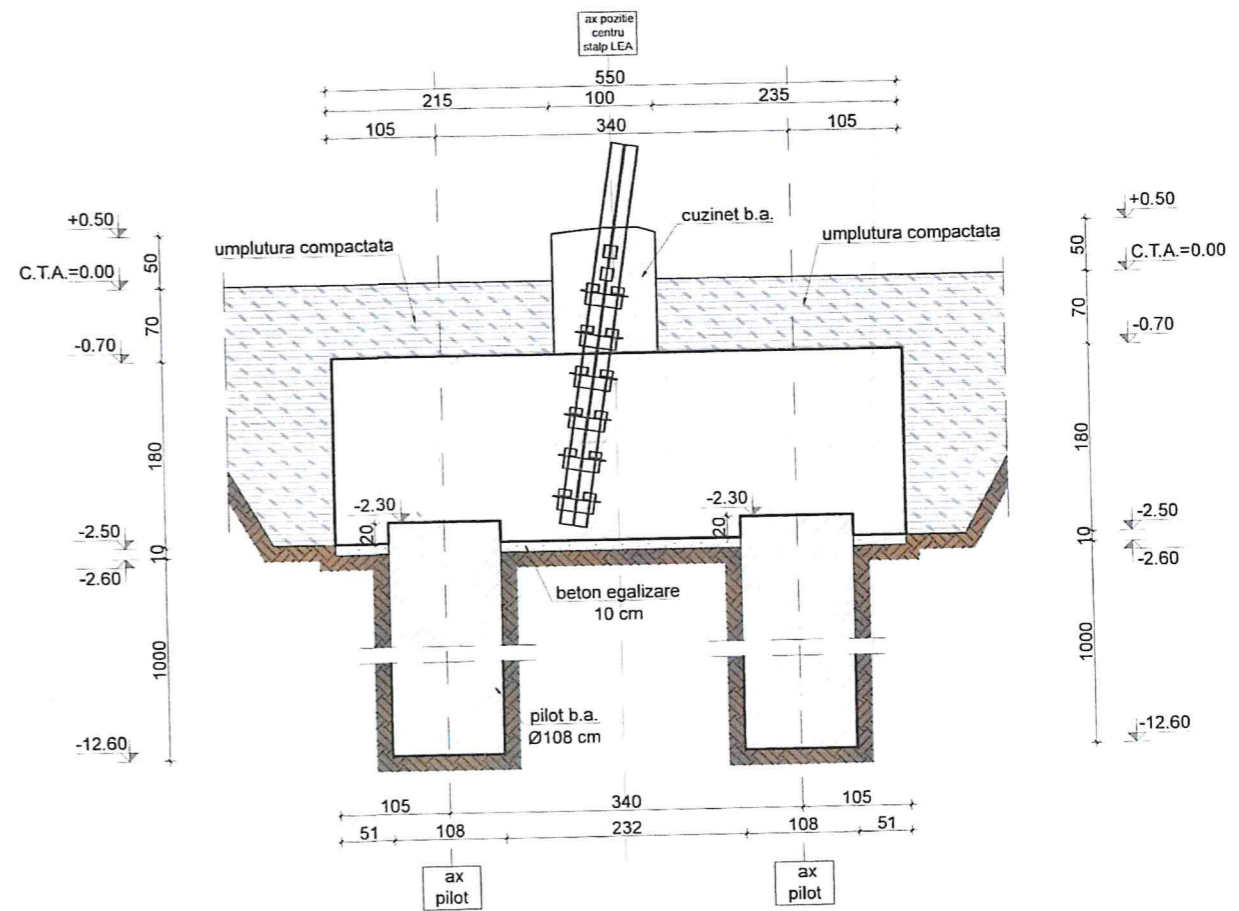 ax pozitie
centru
stalp LEA
550
215 100 235
105 340 105
+0.50
cuzinet b.a.
+0.50
umplutura compactata
umplutura compactata
50
50
C.T.A.=0.00
C.T.A.=0.00
70
70
-0.70
-0.70
180
180
-2.30
-2.30
20
20
-2.50
-2.50
10
10
-2.60
-2.60
beton egalizare
10 cm
1000
1000
pilot b.a.
Ø108 cm
-12.60
-12.60
105 340 105
51 108 232 108 51
ax
pilot
ax
pilot